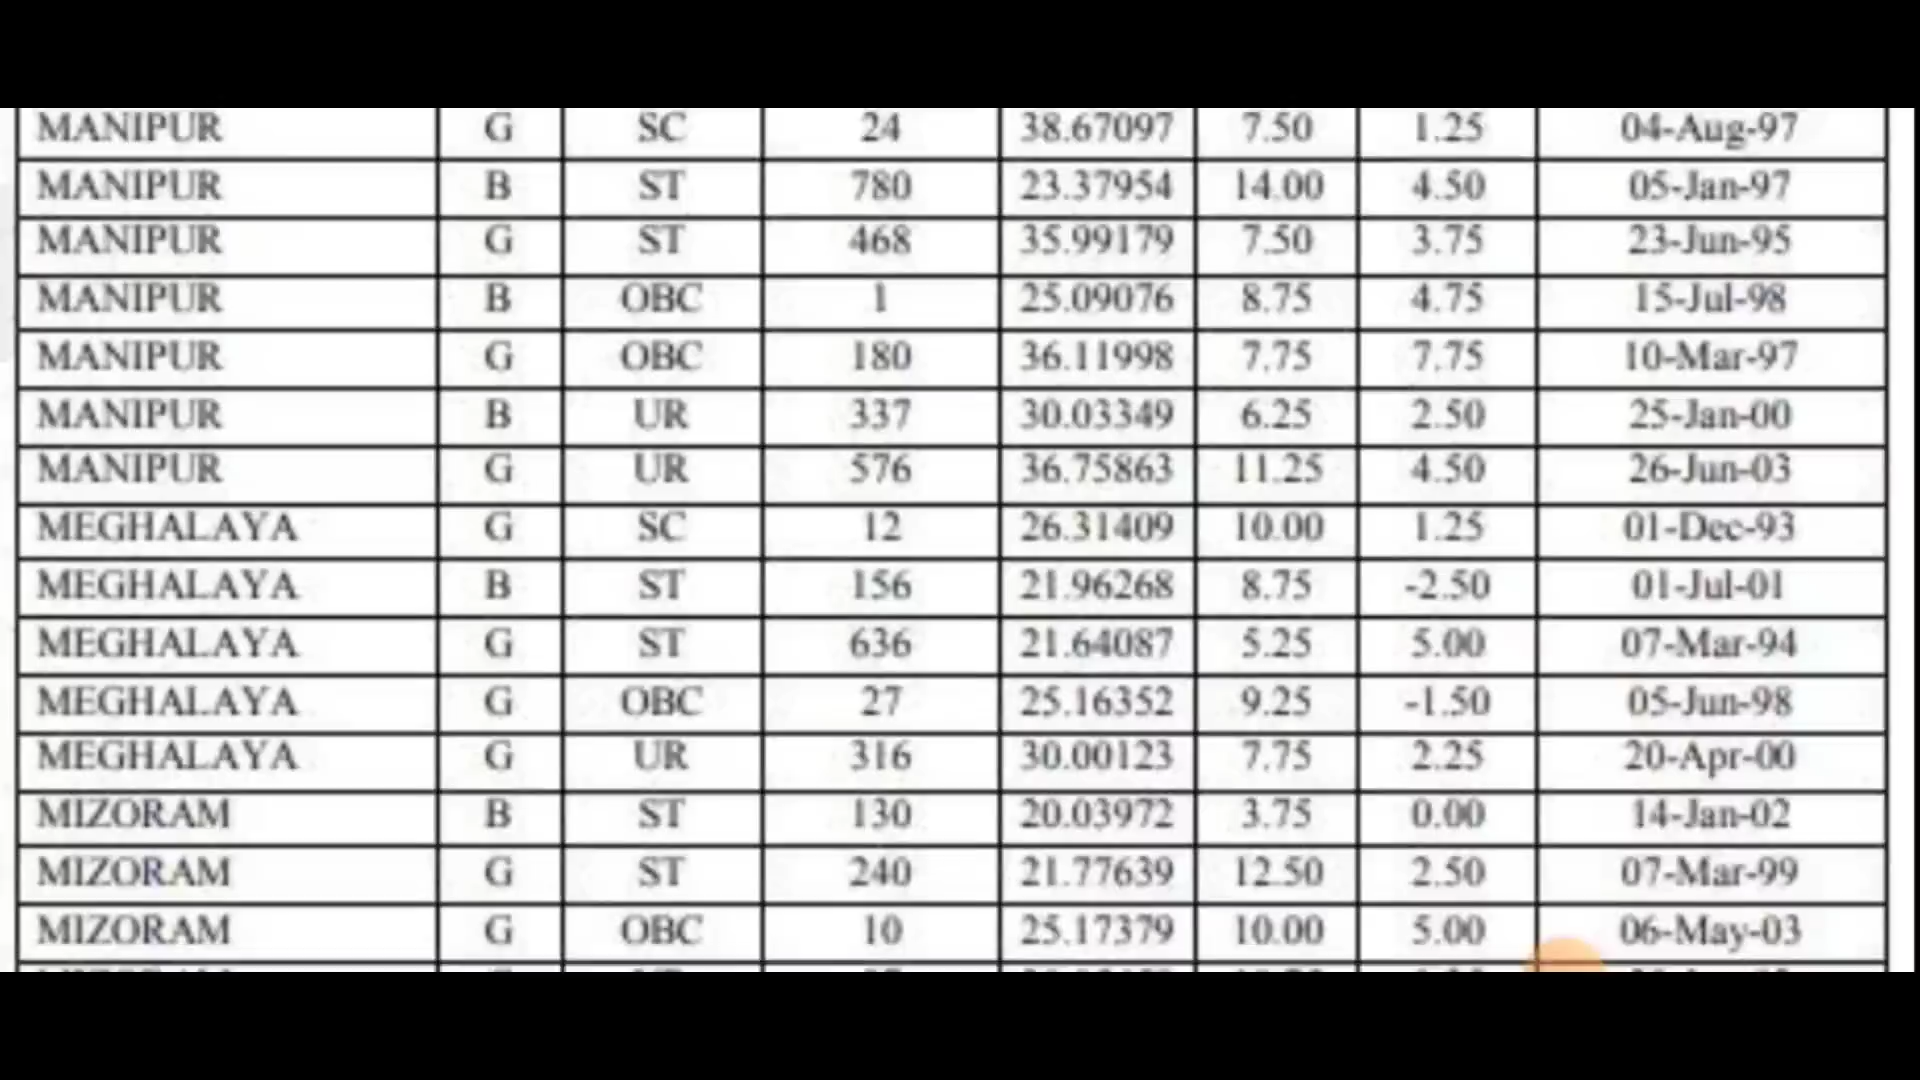 MANIPUR G SC 24 38.67097 7.50 1.25 04-Aug-97
MANIPUR B ST 780 23.37954 14.00 4.50 05-Jan-97
MANIPUR G ST 468 35.99179 7.50 3.75 23-Jun-95
MANIPUR B OBC 1 25.09076 8.75 4.75 15-Jul-98
MANIPUR G OBC 180 36.11998 7.75 7.75 10-Mar-97
MANIPUR B UR 337 30.03349 6.25 2.50 25-Jan-00
MANIPUR G UR 576 36.75863 11.25 4.50 26-Jun-03
MEGHALAYA G SC 12 26.31409 10.00 1.25 01-Dec-93
MEGHALAYA B ST 156 21.96268 8.75 -2.50 01-Jul-01
MEGHALAYA G ST 636 21.64087 5.25 5.00 07-Mar-94
MEGHALAYA G OBC 27 25.16352 9.25 -1.50 05-Jun-98
MEGHALAYA G UR 316 30.00123 7.75 2.25 20-Apr-00
MIZORAM B ST 130 20.03972 3.75 0.00 14-Jan-02
MIZORAM G ST 240 21.77639 12.50 2.50 07-Mar-99
MIZORAM G OBC 10 25.17379 10.00 5.00 06-May-03